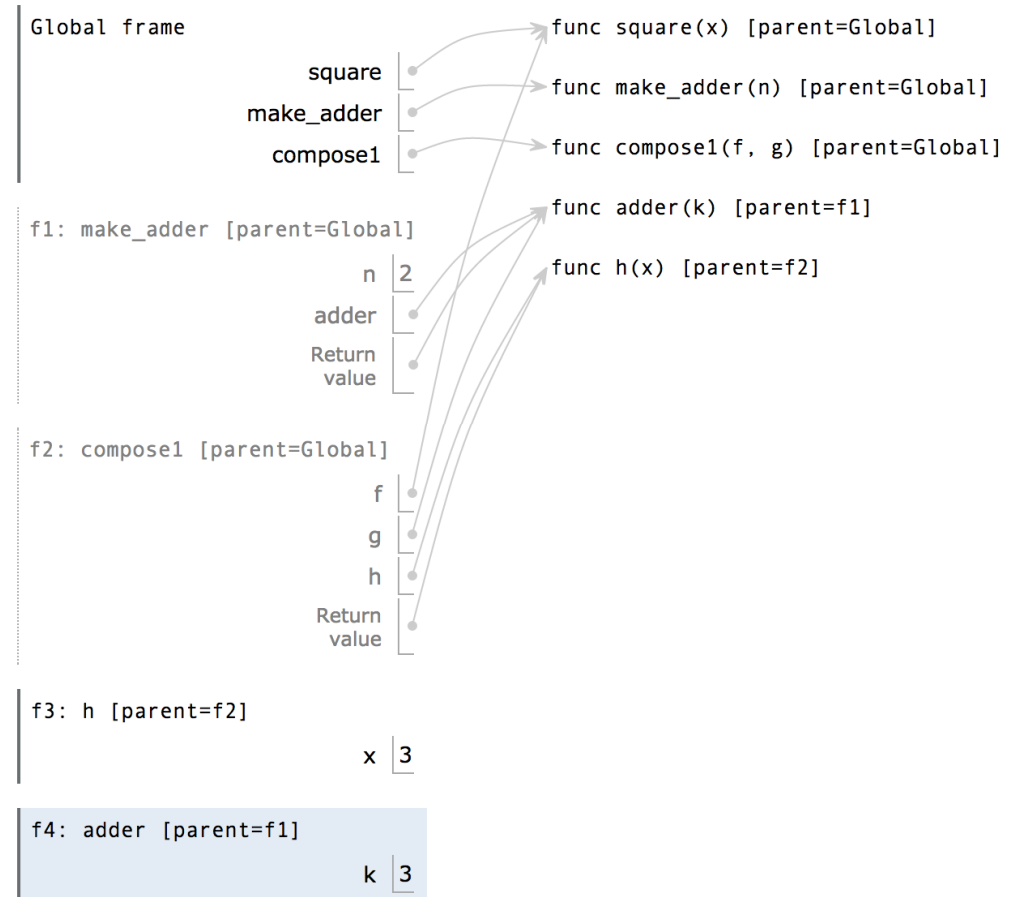 Global frame
square
make_adder
compose1
func square(x) [parent=Global]
func make_adder(n) [parent=Global]
func compose1(f, g) [parent=Global]
func adder(k) [parent=f1]
func h(x) [parent=f2]
f1: make_adder [parent=Global]
n 2
adder
Return
value
f2: compose1 [parent=Global]
f
g
h
Return
value
f3: h [parent=f2]
x 3
f4: adder [parent=f1]
k 3